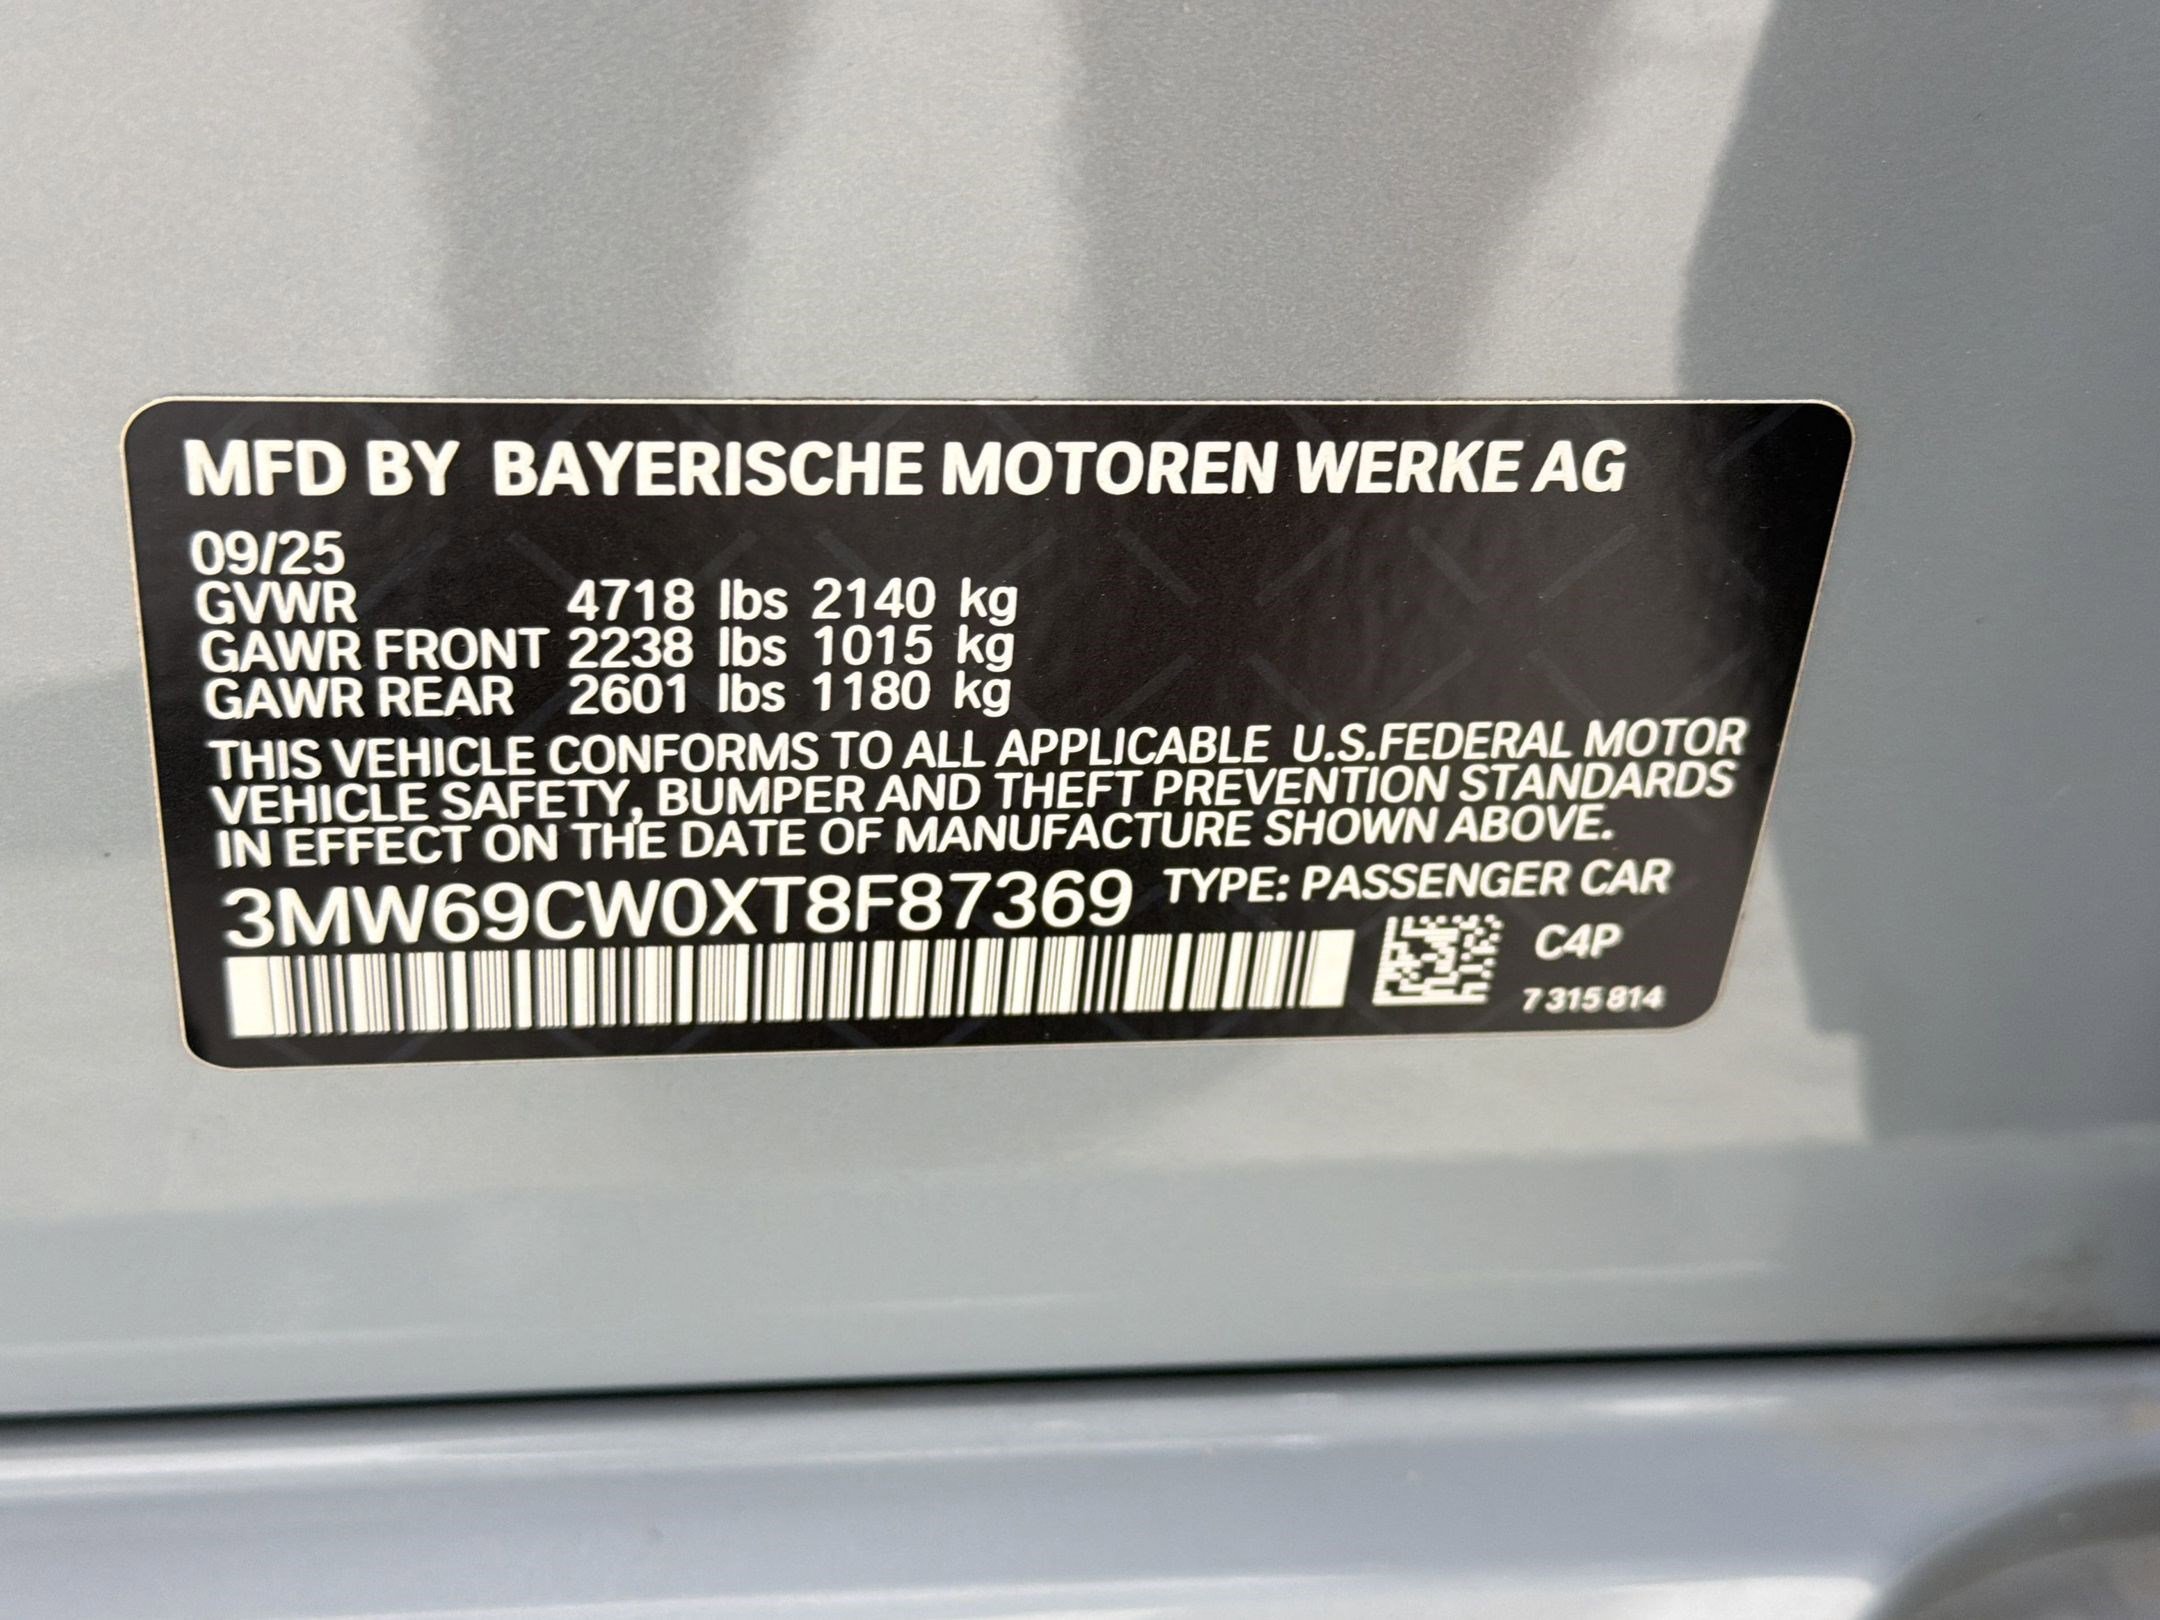 MFD BY BAYERISCHE MOTOREN WERKE AG
09/25
GVWR 4718 lbs 2140 kg
GAWR FRONT 2238 lbs 1015 kg
GAWR REAR 2601 lbs 1180 kg
THIS VEHICLE CONFORMS TO ALL APPLICABLE U.S.FEDERAL MOTOR
VEHICLE SAFETY, BUMPER AND THEFT PREVENTION STANDARDS
IN EFFECT ON THE DATE OF MANUFACTURE SHOWN ABOVE.
3MW69CW0XT8F87369 TYPE: PASSENGER CAR
C4P
7 315 814